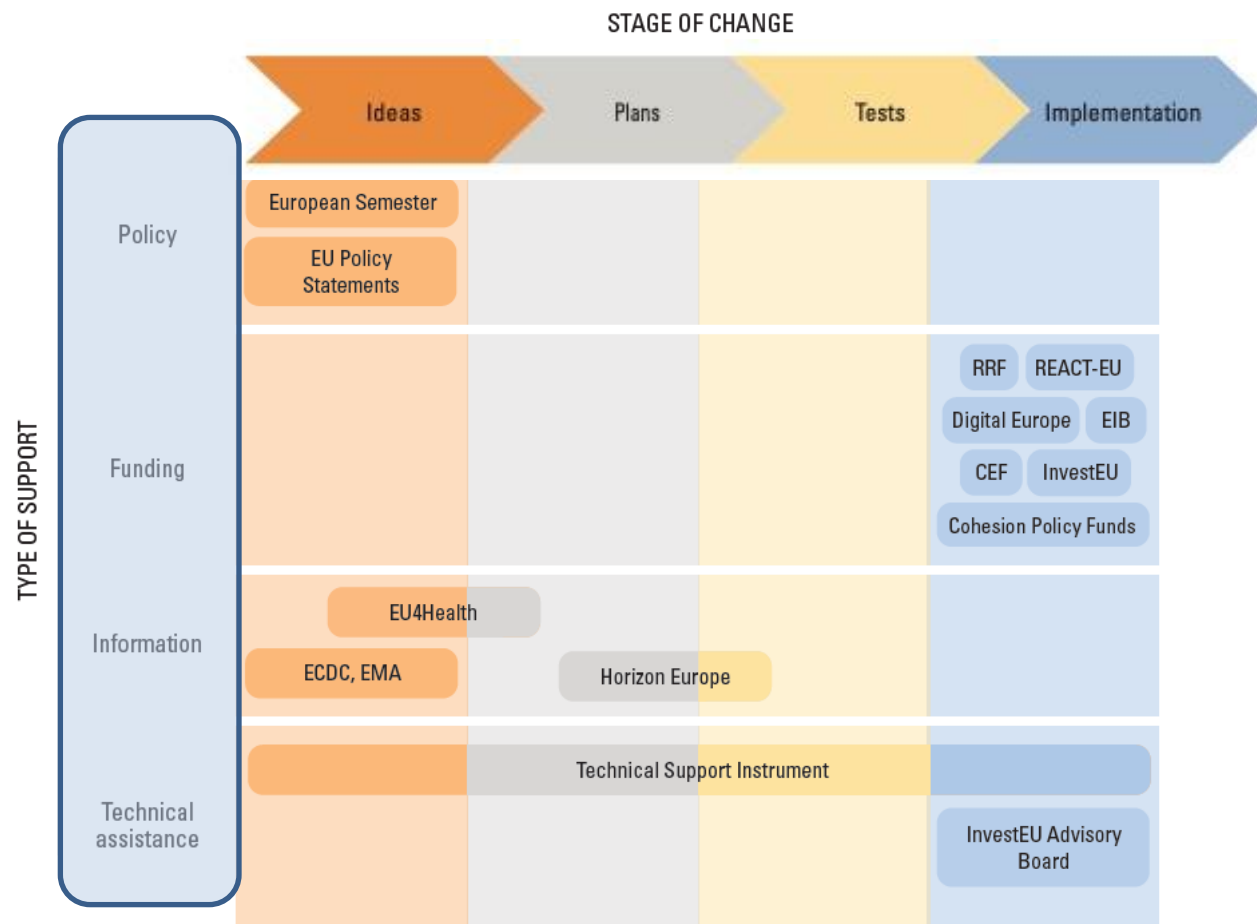 STAGE OF CHANGE
Ideas
Plans
Tests
Implementation
TYPE OF SUPPORT
Policy
European Semester
EU Policy
Statements
Funding
RRF
REACT-EU
Digital Europe
EIB
CEF
InvestEU
Cohesion Policy Funds
Information
EU4Health
ECDC, EMA
Horizon Europe
Technical
assistance
Technical Support Instrument
InvestEU Advisory
Board